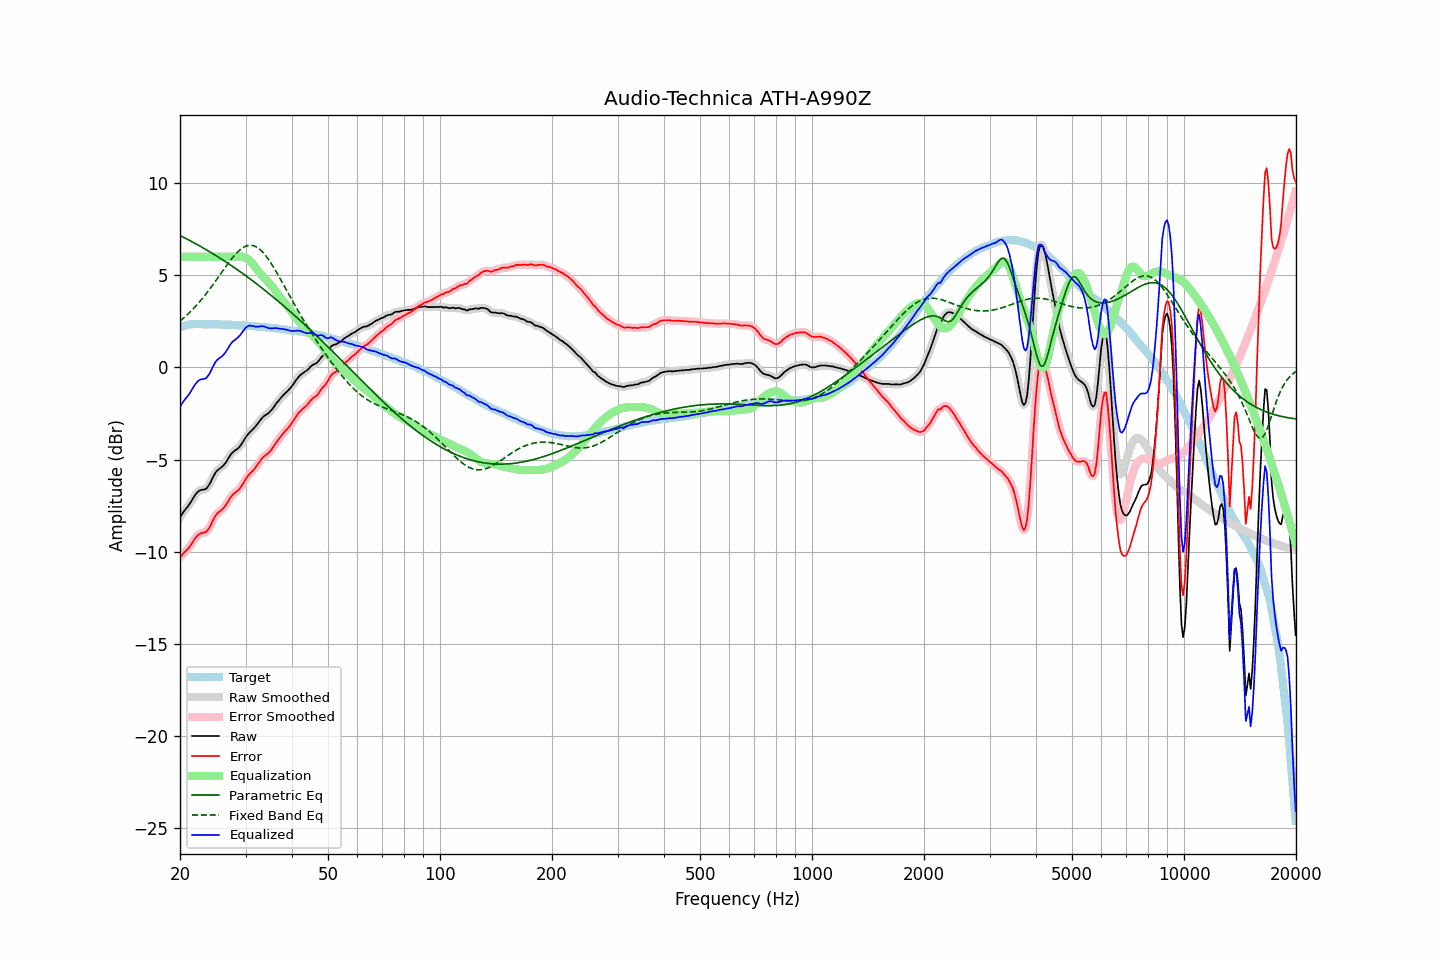 Audio-Technica ATH-A990Z
Amplitude (dBr)
10
5
0
−5
−10
−15
−20
−25
Target
Raw Smoothed
Error Smoothed
Raw
Error
Equalization
Parametric Eq
Fixed Band Eq
Equalized
20 50 100 200 500 1000 2000 5000 10000 20000
Frequency (Hz)